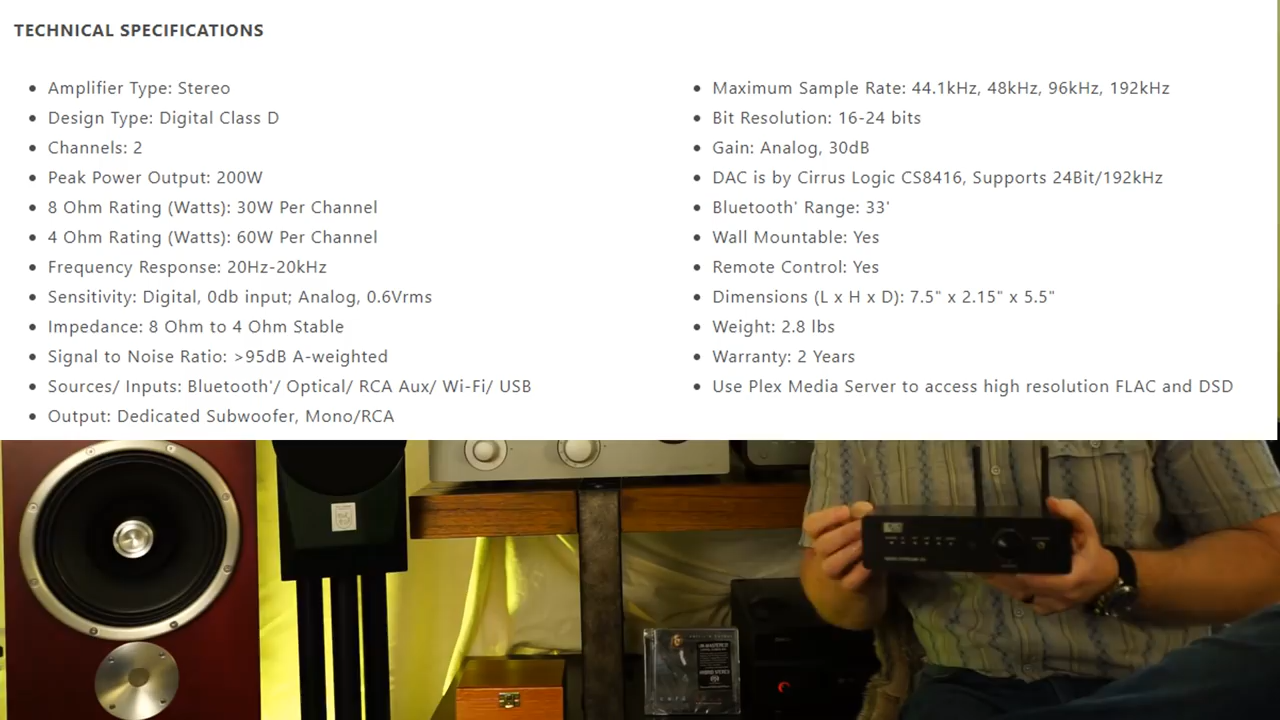 TECHNICAL SPECIFICATIONS
Amplifier Type: Stereo
Design Type: Digital Class D
Channels: 2
Peak Power Output: 200W
8 Ohm Rating (Watts): 30W Per Channel
4 Ohm Rating (Watts): 60W Per Channel
Frequency Response: 20Hz-20kHz
Sensitivity: Digital, 0db input; Analog, 0.6Vrms
Impedance: 8 Ohm to 4 Ohm Stable
Signal to Noise Ratio: >95dB A-weighted
Sources/ Inputs: Bluetooth'/ Optical/ RCA Aux/ Wi-Fi/ USB
Output: Dedicated Subwoofer, Mono/RCA
Maximum Sample Rate: 44.1kHz, 48kHz, 96kHz, 192kHz
Bit Resolution: 16-24 bits
Gain: Analog, 30dB
DAC is by Cirrus Logic CS8416, Supports 24Bit/192kHz
Bluetooth' Range: 33'
Wall Mountable: Yes
Remote Control: Yes
Dimensions (L x H x D): 7.5" x 2.15" x 5.5"
Weight: 2.8 lbs
Warranty: 2 Years
Use Plex Media Server to access high resolution FLAC and DSD